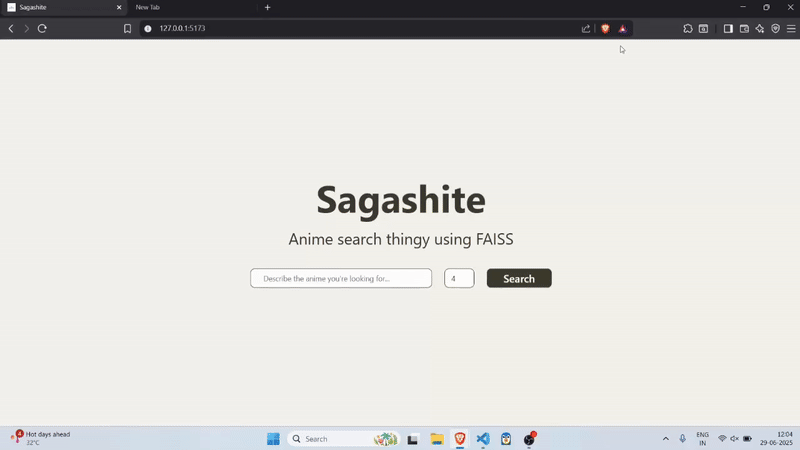 Sagashite
New Tab
127.0.0.1:5173
Sagashite
Anime search thingy using FAISS
Describe the anime you're looking for...
4
Search
4
Hot days ahead
32°C
Search
ENG
IN
12:04
29-06-2025